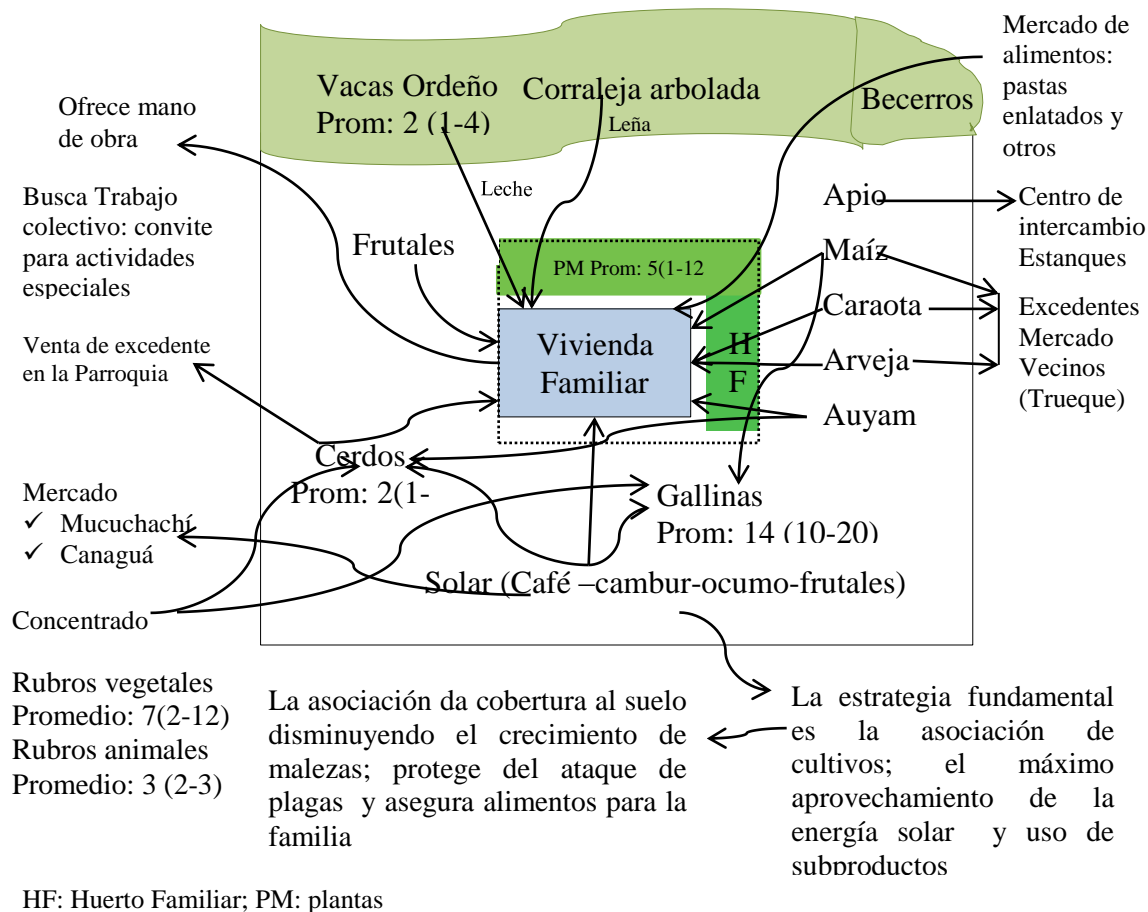 Mercado de
alimentos:
pastas
enlatados y
otros
Vacas Ordeño
Prom: 2 (1-4)
Corraleja arbolada
Becerros
Ofrece mano
de obra
Leña
Leche
Busca Trabajo
colectivo: convite
para actividades
especiales
Frutales
PM Prom: 5(1-12
Apio
Centro de
intercambio
Estanques
Maíz
Caraota
Excedentes
Mercado
Vecinos
(Trueque)
Vivienda
Familiar
H
F
Arveja
Auyam
Venta de excedente
en la Parroquia
Cerdos
Prom: 2(1-
Gallinas
Prom: 14 (10-20)
Mercado
✓ Mucuchachí
✓ Canaguá
Solar (Café –cambur-ocumo-frutales)
Concentrado
Rubros vegetales
Promedio: 7(2-12)
Rubros animales
Promedio: 3 (2-3)
La asociación da cobertura al suelo
disminuyendo el crecimiento de
malezas; protege del ataque de
plagas y asegura alimentos para la
familia
La estrategia fundamental
es la asociación de
cultivos; el máximo
aprovechamiento de la
energía solar y uso de
subproductos
HF: Huerto Familiar; PM: plantas